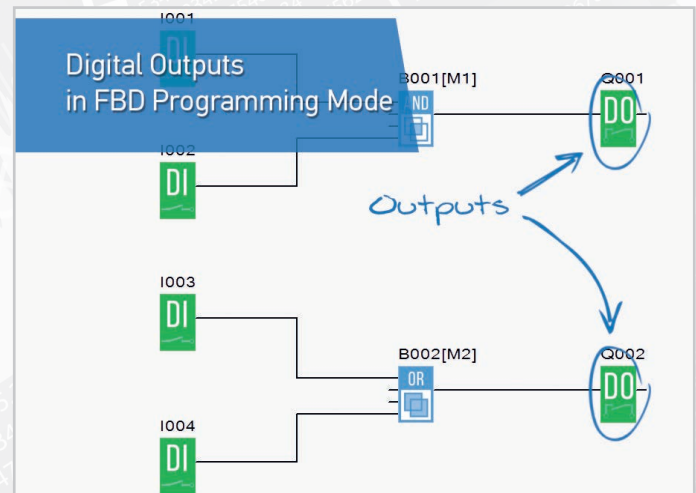 I001
Digital Outputs
in FBD Programming Mode
B001[M1]
AND
Q001
DO
I002
DI
Outputs
I003
DI
B002[M2]
OR
Q002
DO
I004
DI